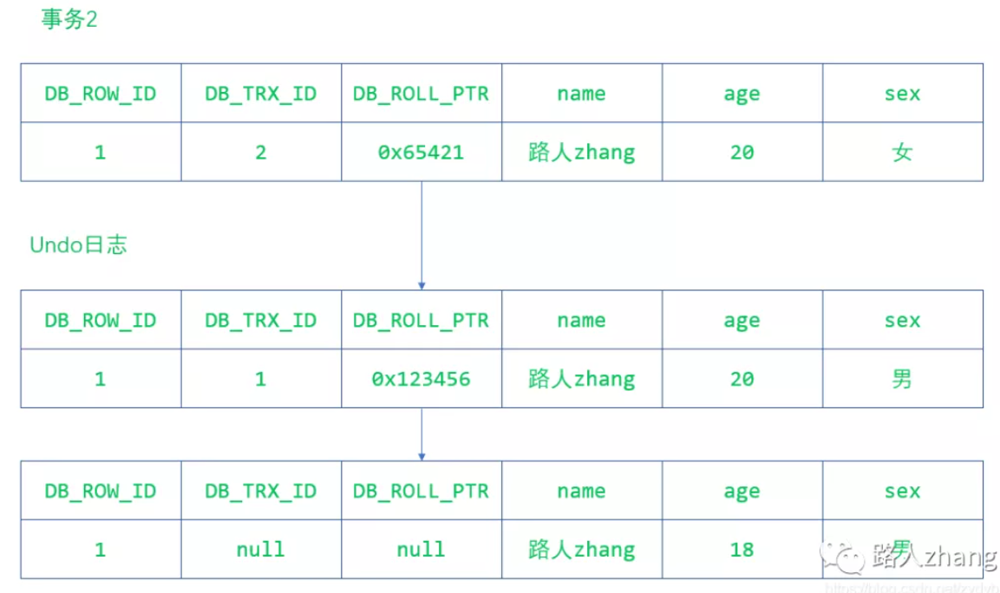 事务2
DB_ROW_ID DB_TRX_ID DB_ROLL_PTR name age sex
1 2 0x65421 路人zhang 20 女
Undo日志
DB_ROW_ID DB_TRX_ID DB_ROLL_PTR name age sex
1 1 0x123456 路人zhang 20 男
DB_ROW_ID DB_TRX_ID DB_ROLL_PTR name age sex
1 null null 路人zhang 18 男
路人zhang